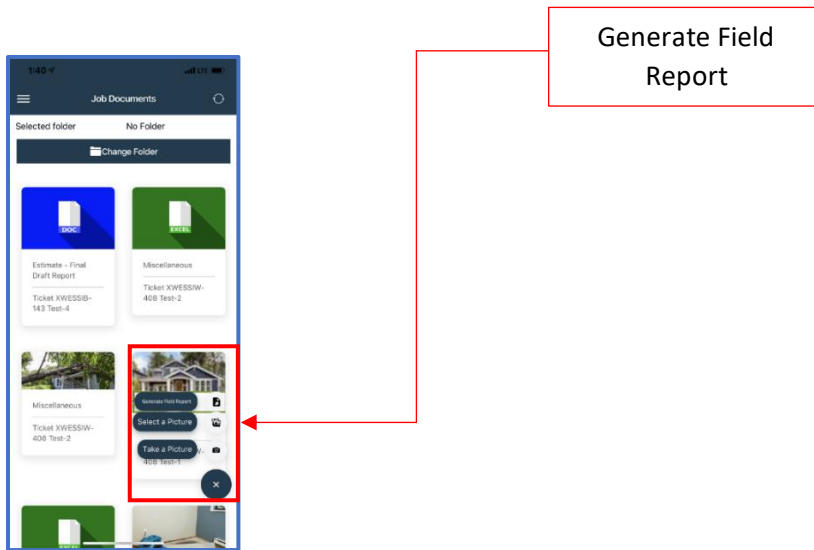 Generate Field
Report
1:40
LTE
Job Documents
Selected folder No Folder
Change Folder
DOC
EXCEL
Estimate - Final
Draft Report
Miscellaneous
Ticket XWESSIB-
143 Test-4
Ticket XWESSIW-
408 Test-2
Miscellaneous
Ticket XWESSIW-
408 Test-2
Generate Field Report
Select a Picture
Take a Picture
408 Test-1
EXCEL